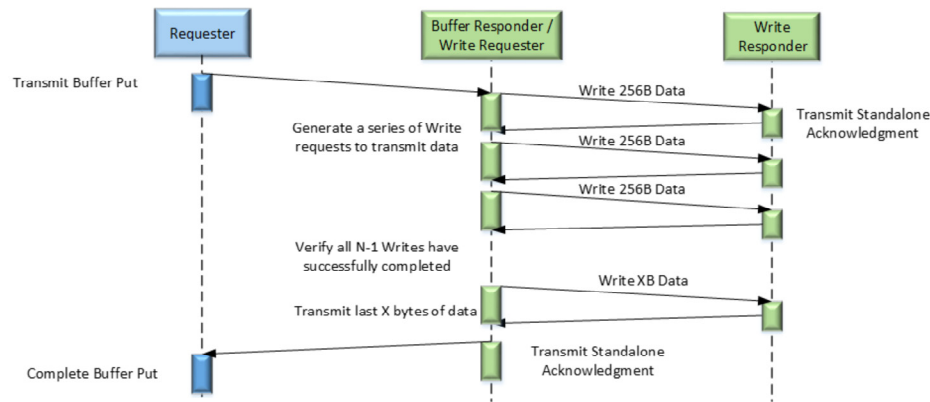 Requester
Buffer Responder /
Write Requester
Write
Responder
Transmit Buffer Put
Write 256B Data
Transmit Standalone
Acknowledgment
Generate a series of Write
requests to transmit data
Write 256B Data
Write 256B Data
Verify all N-1 Writes have
successfully completed
Write XB Data
Transmit last X bytes of data
Transmit Standalone
Acknowledgment
Complete Buffer Put